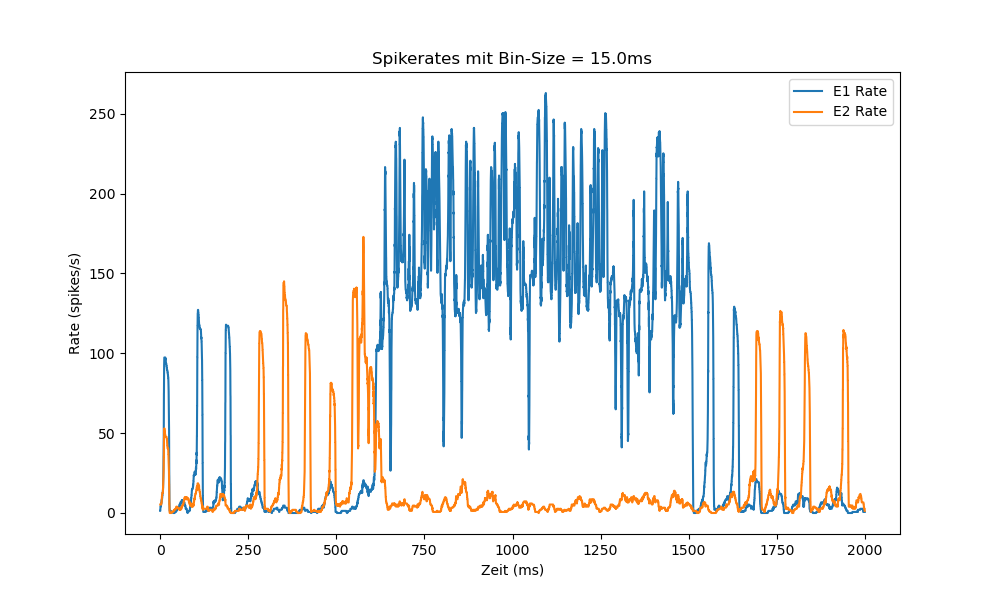 Spikerates mit Bin-Size = 15.0ms
E1 Rate
E2 Rate
Rate (spikes/s)
250
200
150
100
50
0
0 250 500 750 1000 1250 1500 1750 2000
Zeit (ms)